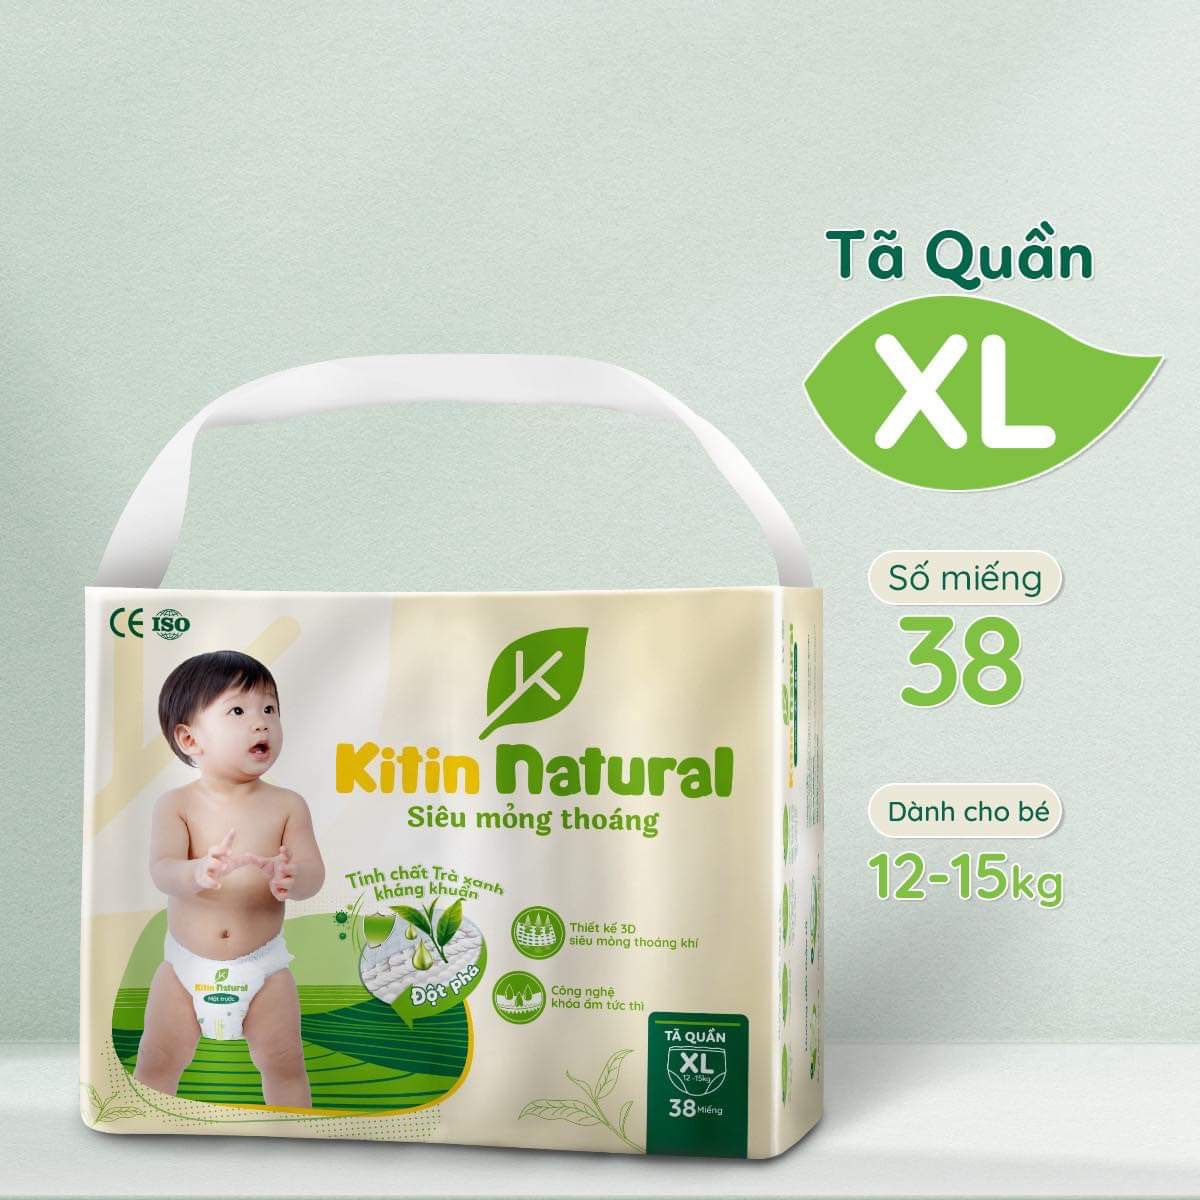 Tã Quần
XL
Số miếng
38
Dành cho bé
12-15kg
CE ISO
K
Kitin Natural
Siêu mỏng thoáng
Tinh chất Trà xanh
kháng khuẩn
Đột phá
Thiết kế 3D
siêu mỏng thoáng khí
Công nghệ
khóa ẩm tức thì
K
Kitin Natural
Mặt trước
TÃ QUẦN
XL
12-15kg
38 Miếng